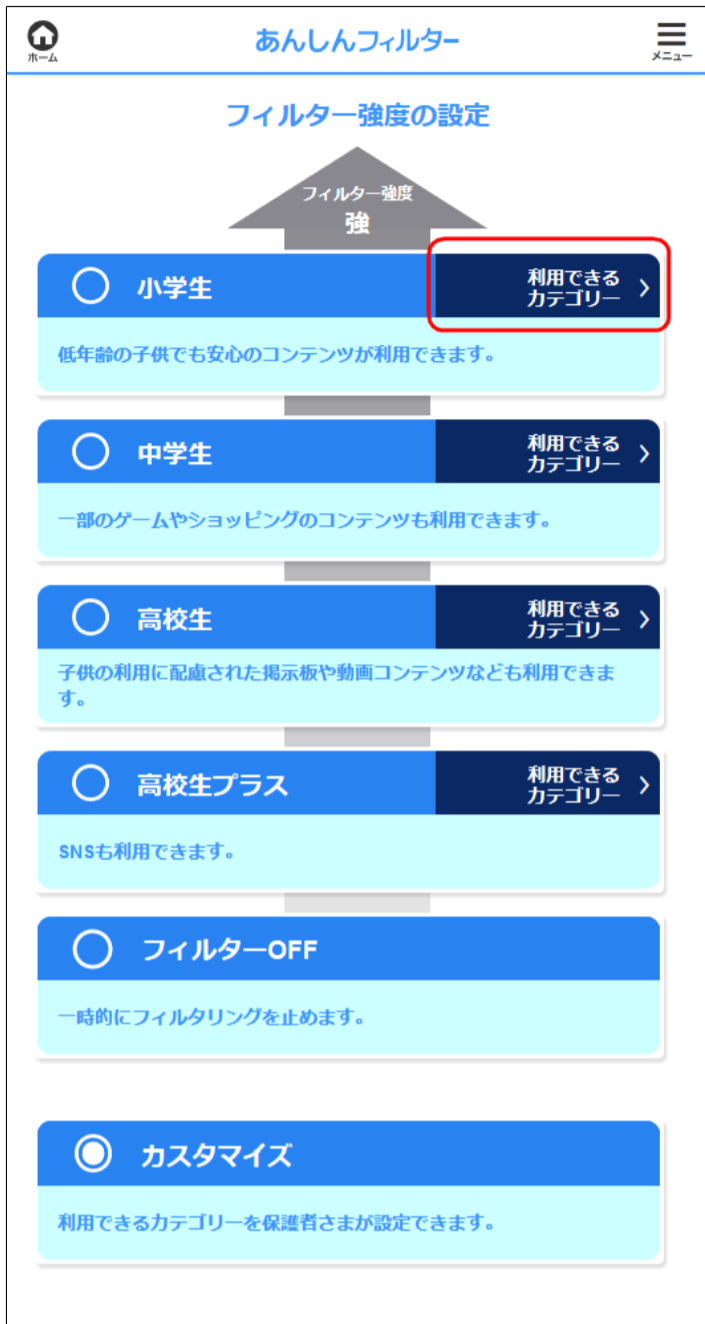 あんしんフィルター
ホーム
メニュー
フィルター強度の設定
フィルター強度
強
小学生
利用できる
カテゴリー
低年齢の子供でも安心のコンテンツが利用できます。
中学生
利用できる
カテゴリー
一部のゲームやショッピングのコンテンツも利用できます。
高校生
利用できる
カテゴリー
子供の利用に配慮された掲示板や動画コンテンツなども利用できま
す。
高校生プラス
利用できる
カテゴリー
SNSも利用できます。
フィルターOFF
一時的にフィルタリングを止めます。
カスタマイズ
利用できるカテゴリーを保護者さまが設定できます。